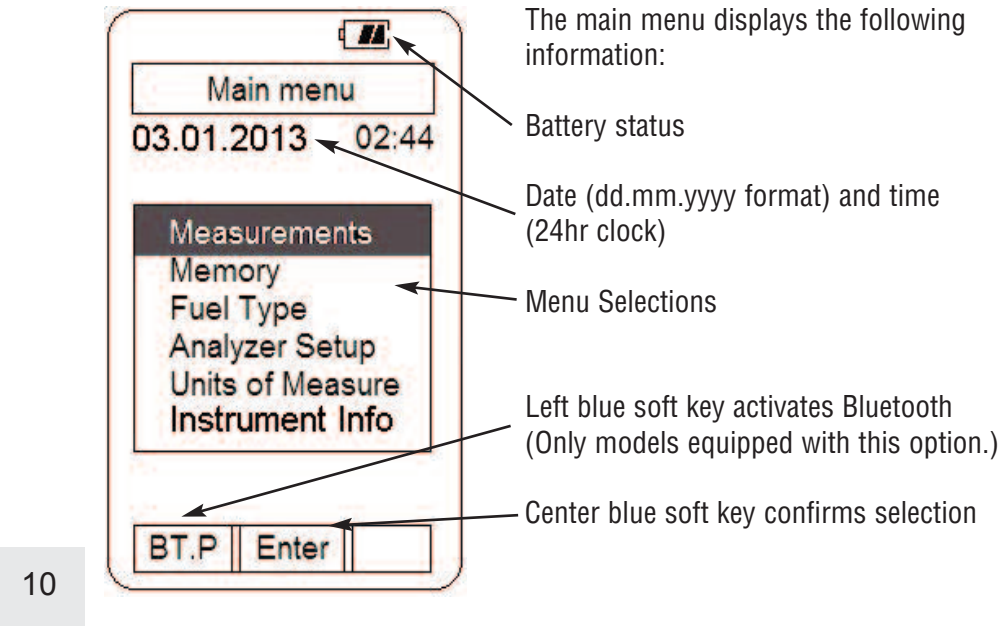 Main menu
03.01.2013 02:44
Measurements
Memory
Fuel Type
Analyzer Setup
Units of Measure
Instrument Info
BT.P Enter
The main menu displays the following
information:
Battery status
Date (dd.mm.yyyy format) and time
(24hr clock)
Menu Selections
Left blue soft key activates Bluetooth
(Only models equipped with this option.)
Center blue soft key confirms selection
10